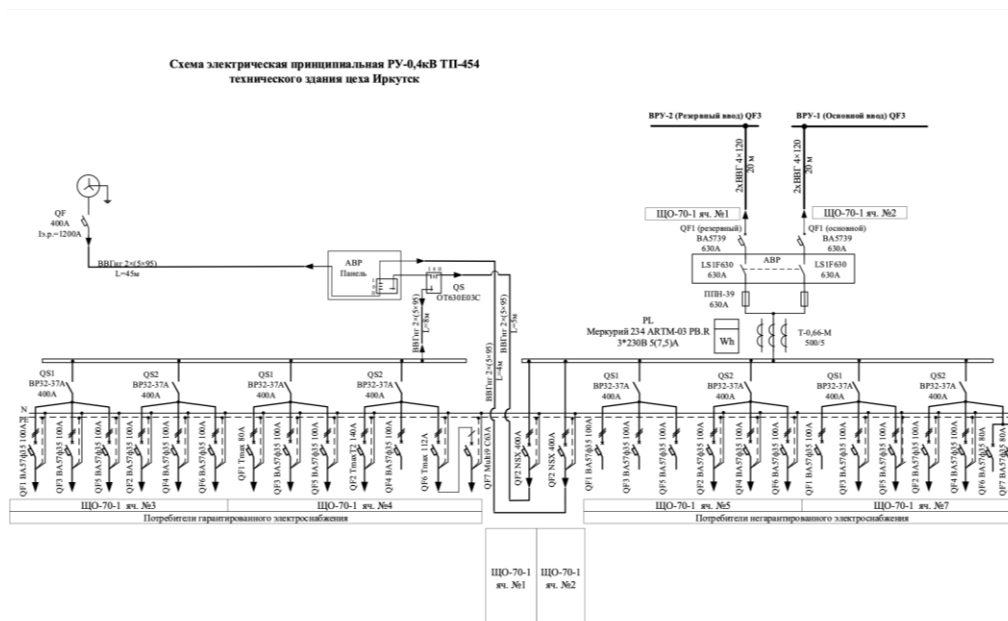 Схема электрическая принципиальная РУ-0,4кВ ТП-454
технического здания цеха Иркутск
ВРУ-2 (Резервный ввод) QF3
ВРУ-1 (Основной ввод) QF3
2хВВГ 4×120
20 м
2хВВГ 4×120
20 м
ЩО-70-1 яч. №1
ЩО-70-1 яч. №2
QF1 (резервный)
ВА5739
630А
QF1 (основной)
ВА5739
630А
АВР
LS1F630
630А
LS1F630
630А
ППН-39
630А
PL
Меркурий 234 ARTM-03 PB.R
3*230В 5(7,5)А
Wh
Т-0,66-М
500/5
QF
400А
Iэ.р.=1200А
ВВГнг 2×(5×95)
L=45м
АВР
Панель
1 0 II
QS
OT630E03C
ВВГнг 2×(5×95)
L=8м
ВВГнг 2×(5×95)
L=4м
ВВГнг 2×(5×95)
L=5м
QS1
ВР32-37А
400А
QS2
ВР32-37А
400А
QS1
ВР32-37А
400А
QS2
ВР32-37А
400А
QS1
ВР32-37А
400А
QS2
ВР32-37А
400А
QS1
ВР32-37А
400А
QS2
ВР32-37А
400А
N
PE
QF1 ВА57ф35 100А
QF3 ВА57ф35 100А
QF5 ВА57ф35 100А
QF2 ВА57ф35 100А
QF4 ВА57ф35 100А
QF6 ВА57ф35 100А
QF1 Tmax 80А
QF3 ВА57ф35 100А
QF5 ВА57ф35 100А
QF2 TmaxT2 140А
QF4 ВА57ф35 100А
QF6 Tmax 112А
QF7 Multi9 C63А
QF2 NSX 400А
QF2 NSX 400А
QF1 ВА57ф35 100А
QF3 ВА57ф35 100А
QF5 ВА57ф35 100А
QF2 ВА57ф35 100А
QF4 ВА57ф35 100А
QF6 ВА57ф35 100А
QF1 ВА57ф35 100А
QF3 ВА57ф35 100А
QF5 ВА57ф35 100А
QF2 ВА57ф35 100А
QF4 ВА57ф35 100А
QF6 ВА57ф35 80А
QF7 ВА57ф35 80А
ЩО-70-1 яч. №3
ЩО-70-1 яч. №4
ЩО-70-1 яч. №5
ЩО-70-1 яч. №7
Потребители гарантированного электроснабжения
Потребители негарантированного электроснабжения
ЩО-70-1
яч. №1
ЩО-70-1
яч. №2